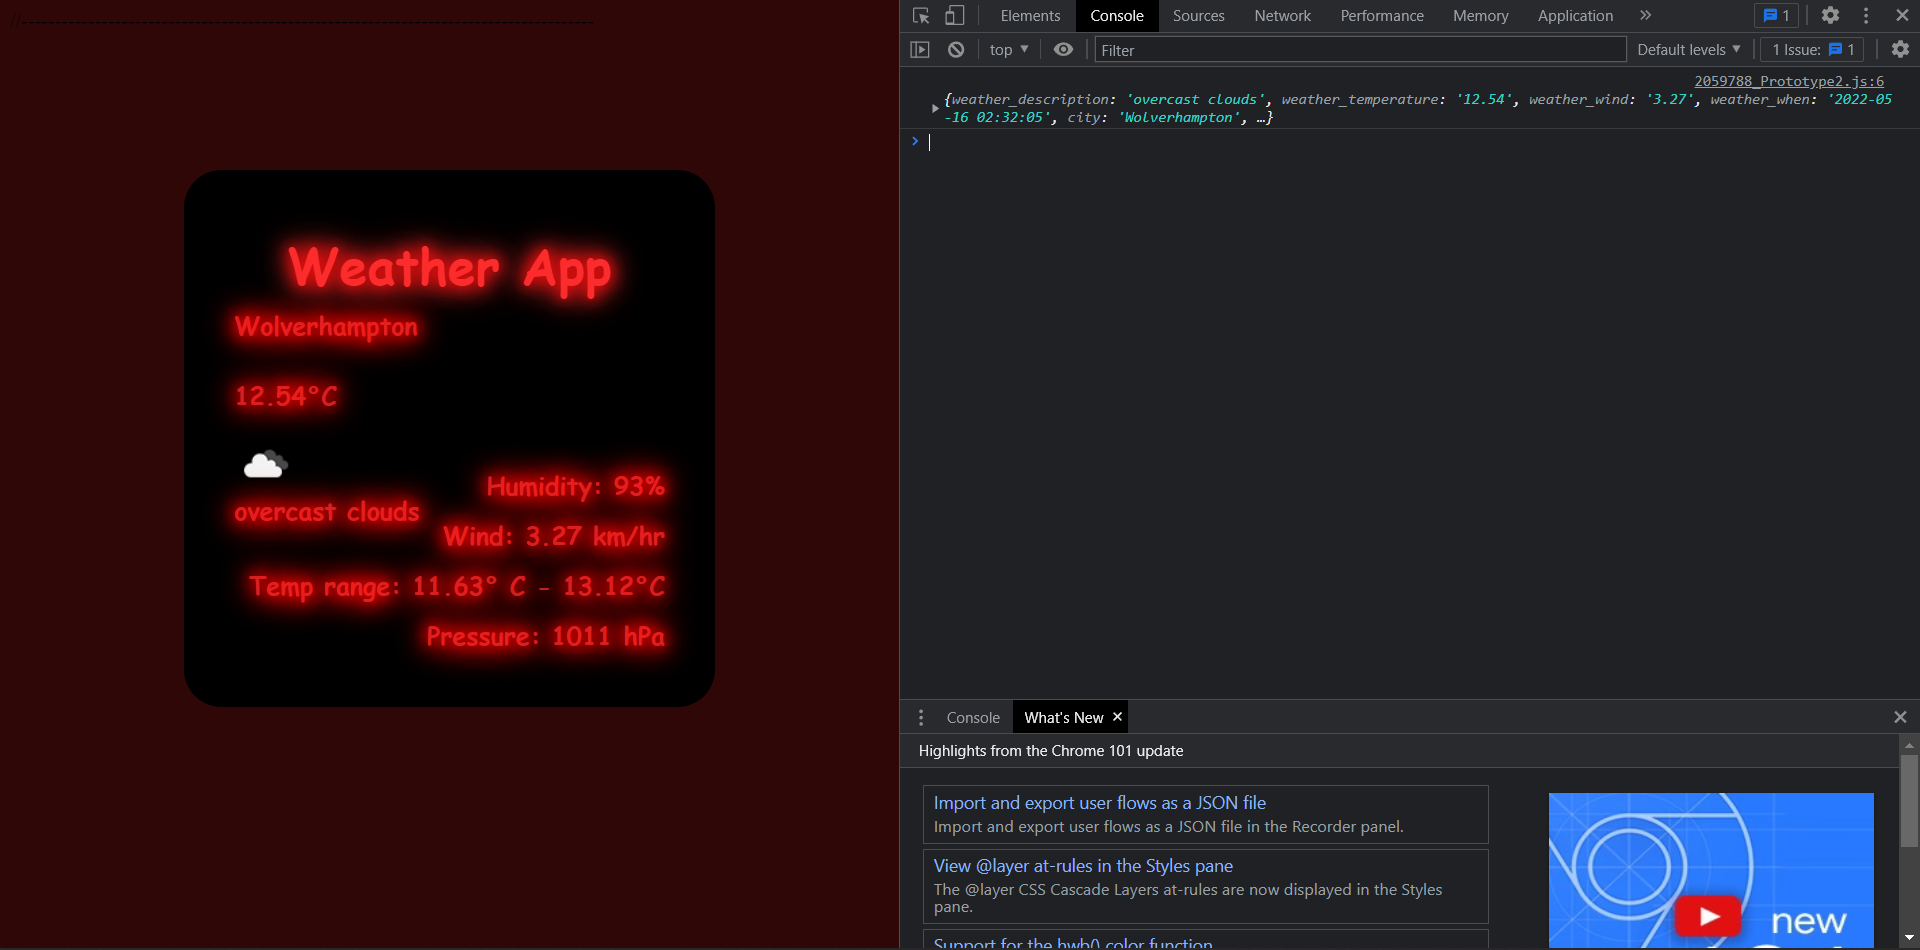 //--------------------------------------------------------------------------------
Weather App
Wolverhampton
12.54°C
overcast clouds
Humidity: 93%
Wind: 3.27 km/hr
Temp range: 11.63° C - 13.12°C
Pressure: 1011 hPa
Elements Console Sources Network Performance Memory Application » 1
top ▼ Filter Default levels ▼ 1 Issue: 1
2059788_Prototype2.js:6
{weather_description: 'overcast clouds', weather_temperature: '12.54', weather_wind: '3.27', weather_when: '2022-05
-16 02:32:05', city: 'Wolverhampton', …}
Console What's New
Highlights from the Chrome 101 update
Import and export user flows as a JSON file
Import and export user flows as a JSON file in the Recorder panel.
View @layer at-rules in the Styles pane
The @layer CSS Cascade Layers at-rules are now displayed in the Styles
pane.
Support for the hwb() color function
new